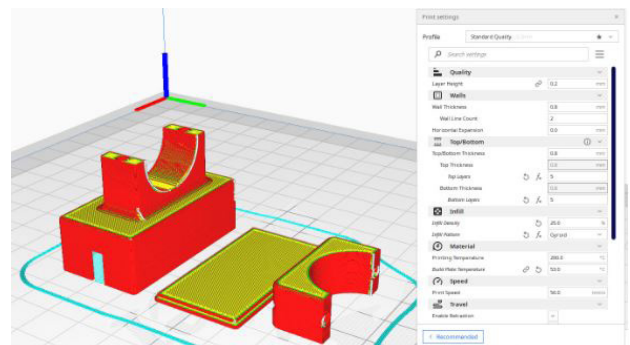 Print settings ×
Profile Standard Quality
Search settings
Quality
Layer Height 0.2 mm
Walls
Wall Thickness 0.8 mm
Wall Line Count 2
Horizontal Expansion 0.0 mm
Top/Bottom
Top/Bottom Thickness 0.8 mm
Top Thickness 0.8 mm
Top Layers 5
Bottom Thickness 0.8 mm
Bottom Layers 5
Infill
Infill Density 20.0 %
Infill Pattern Gyroid
Material
Printing Temperature 200.0 °C
Build Plate Temperature 50.0 °C
Speed
Print Speed 50.0 mm/s
Travel
Enable Retraction
Recommended